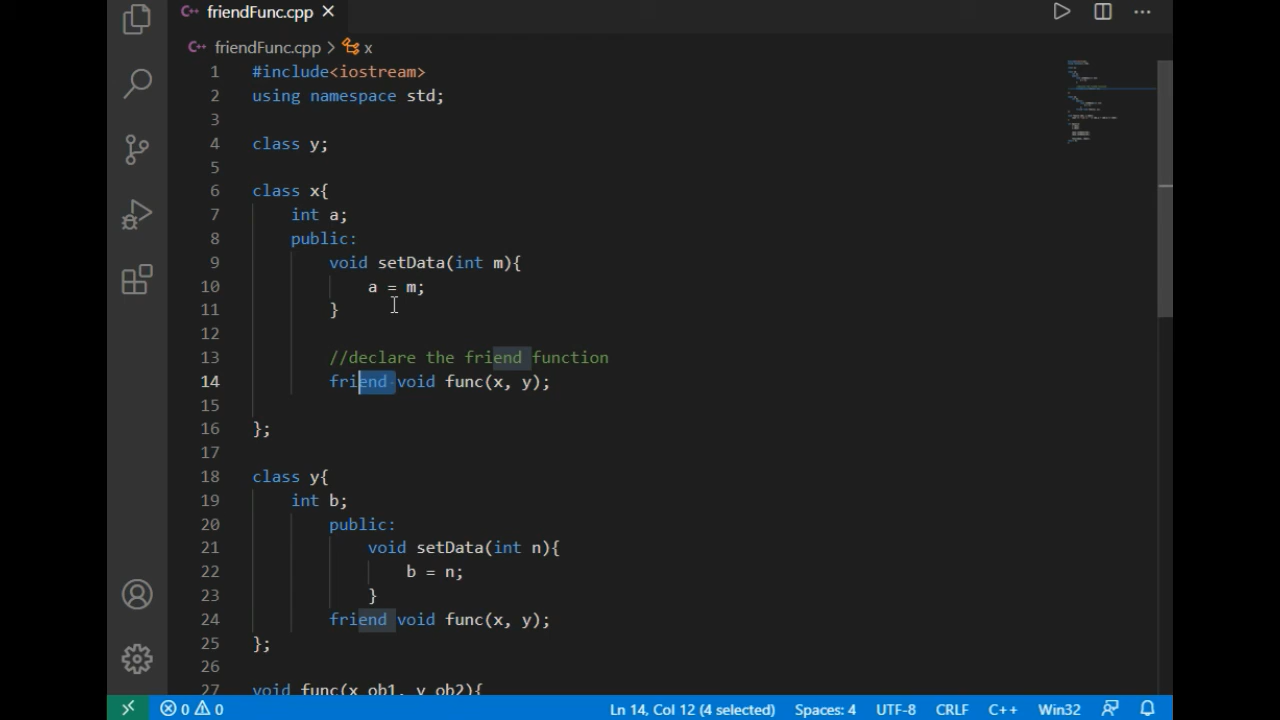 friendFunc.cpp
friendFunc.cpp > x
1 #include<iostream>
2 using namespace std;
3
4 class y;
5
6 class x{
7 int a;
8 public:
9 void setData(int m){
10 a = m;
11 }
12
13 //declare the friend function
14 friend void func(x, y);
15
16 };
17
18 class y{
19 int b;
20 public:
21 void setData(int n){
22 b = n;
23 }
24 friend void func(x, y);
25 };
26
27 void func(x ob1, y ob2){
0 0 Ln 14, Col 12 (4 selected) Spaces: 4 UTF-8 CRLF C++ Win32